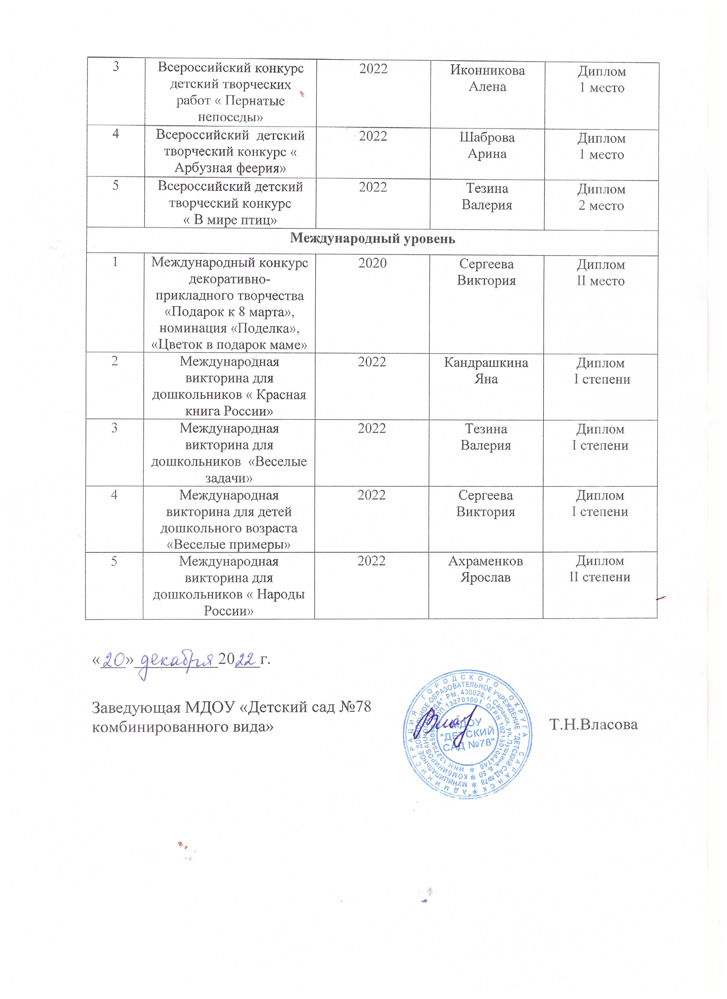 3 Всероссийский конкурс 2022 Иконникова Диплом
детский творческих Алена 1 место
работ « Пернатые
непоседы»
4 Всероссийский детский 2022 Шаброва Диплом
творческий конкурс « Арина 1 место
Арбузная феерия»
5 Всероссийский детский 2022 Тезина Диплом
творческий конкурс Валерия 2 место
« В мире птиц»
Международный уровень
1 Международный конкурс 2020 Сергеева Диплом
декоративно- Виктория II место
прикладного творчества
«Подарок к 8 марта»,
номинация «Поделка»,
«Цветок в подарок маме»
2 Международная 2022 Кандрашкина Диплом
викторина для Яна I степени
дошкольников « Красная
книга России»
3 Международная 2022 Тезина Диплом
викторина для Валерия I степени
дошкольников «Веселые
задачи»
4 Международная 2022 Сергеева Диплом
викторина для детей Виктория I степени
дошкольного возраста
«Веселые примеры»
5 Международная 2022 Ахраменков Диплом
викторина для Ярослав II степени
дошкольников « Народы
России»
«20» декабря 2022 г.
Заведующая МДОУ «Детский сад №78
комбинированного вида» Т.Н.Власова
АДМИНИСТРАЦИЯ ГОРОДСКОГО ОКРУГА САРАНСК
МУНИЦИПАЛЬНОЕ ДОШКОЛЬНОЕ ОБРАЗОВАТЕЛЬНОЕ УЧРЕЖДЕНИЕ "ДЕТСКИЙ САД №78
КОМБИНИРОВАННОГО ВИДА" РМ, 430028, г. Саранск, ул. Пушкина, д. 50
КПП 132701001 ОГРН 1021301064740
МДОУ
"ДЕТСКИЙ
САД №78"